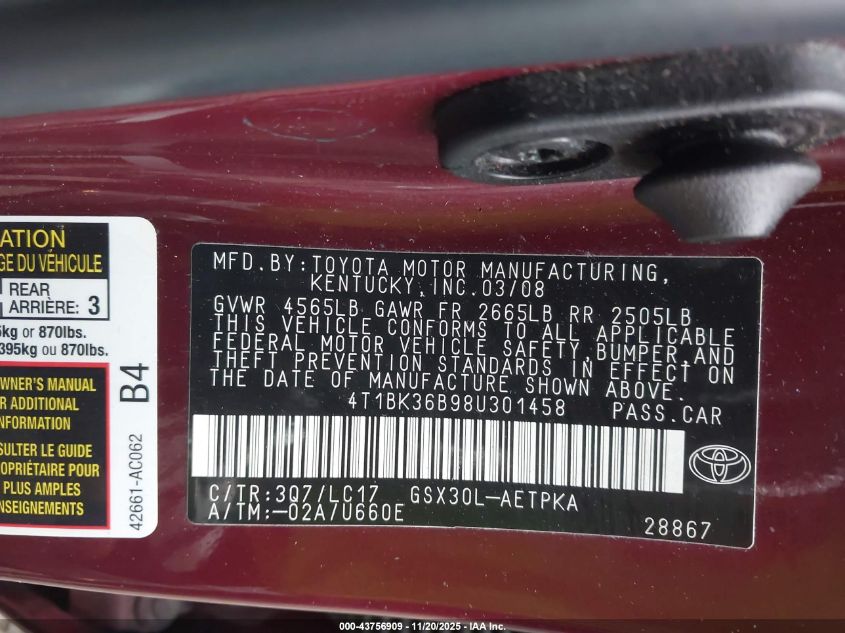 ATION
GE DU VÉHICULE
REAR
ARRIÈRE: 3
kg or 870lbs.
395kg ou 870lbs.
OWNER'S MANUAL
R ADDITIONAL
NFORMATION
SULTER LE GUIDE
OPRIÉTAIRE POUR
PLUS AMPLES
NSEIGNEMENTS
B4
42661-AC062
MFD.BY:TOYOTA MOTOR MANUFACTURING,
KENTUCKY,INC.03/08
GVWR 4565LB GAWR FR 2665LB RR 2505LB
THIS VEHICLE CONFORMS TO ALL APPLICABLE
FEDERAL MOTOR VEHICLE SAFETY,BUMPER,AND
THEFT PREVENTION STANDARDS IN EFFECT ON
THE DATE OF MANUFACTURE SHOWN ABOVE.
4T1BK36B98U301458 PASS.CAR
C/TR:3Q7/LC17 GSX30L-AETPKA
A/TM:-02A/U660E
28867
000-43756909 - 11/20/2025 - IAA Inc.